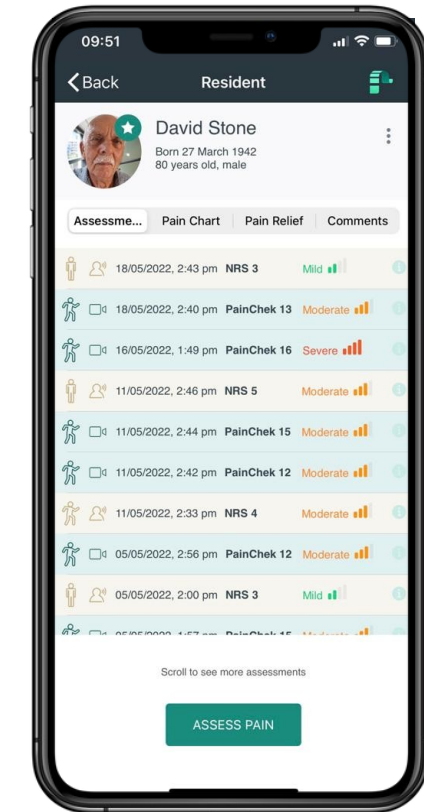 09:51
Back
Resident
David Stone
Born 27 March 1942
80 years old, male
Assessme... Pain Chart Pain Relief Comments
18/05/2022, 2:43 pm NRS 3 Mild
18/05/2022, 2:40 pm PainChek 13 Moderate
16/05/2022, 1:49 pm PainChek 16 Severe
11/05/2022, 2:46 pm NRS 5 Moderate
11/05/2022, 2:44 pm PainChek 15 Moderate
11/05/2022, 2:42 pm PainChek 12 Moderate
11/05/2022, 2:33 pm NRS 4 Moderate
05/05/2022, 2:56 pm PainChek 12 Moderate
05/05/2022, 2:00 pm NRS 3 Mild
Scroll to see more assessments
ASSESS PAIN